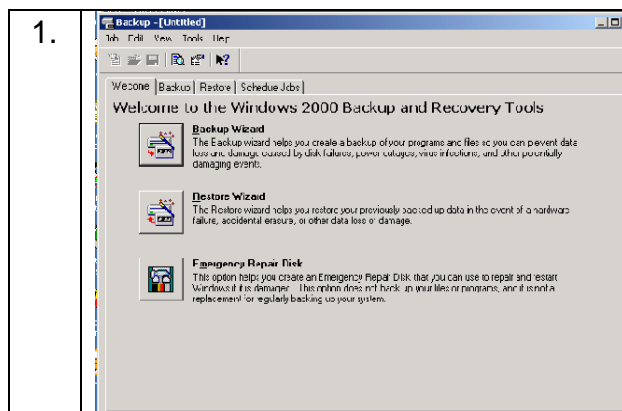 1.
Backup - [Untitled]
Job Edit View Tools Help
Welcome Backup Restore Schedule Jobs
Welcome to the Windows 2000 Backup and Recovery Tools
Backup Wizard
The Backup wizard helps you create a backup of your programs and files so you can prevent data
loss and damage caused by disk failures, power outages, virus infections, and other potentially
damaging events.
Restore Wizard
The Restore wizard helps you restore your previously backed up data in the event of a hardware
failure, accidental erasure, or other data loss or damage.
Emergency Repair Disk
This option helps you create an Emergency Repair Disk that you can use to repair and restart
Windows if it is damaged. This option does not back up your files or programs, and it is not a
replacement for regularly backing up your system.